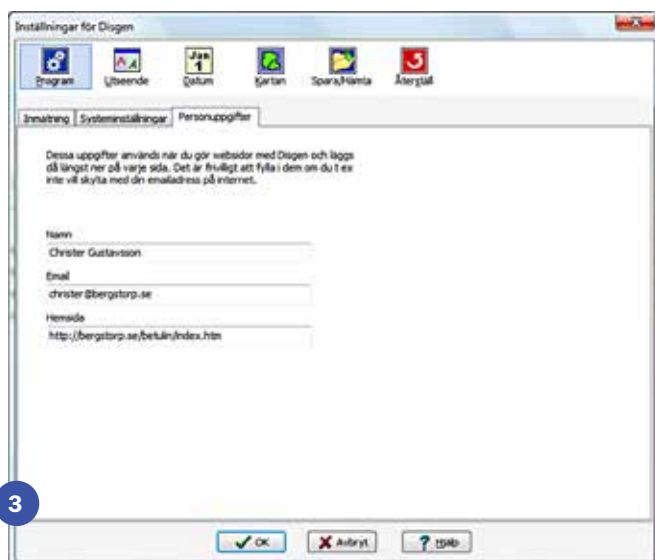 Inställningar för Disgen
Program Utseende Jan 1 Datum Kartan Spara/Hämta Återställ
Inmatning Systeminställningar Personuppgifter
Dessa uppgifter används när du gör websidor med Disgen och läggs
då längst ner på varje sida. Det är frivilligt att fylla i dem om du t ex
inte vill skylta med din emailadress på internet.
Namn
Christer Gustavsson
Email
christer@bergstorp.se
Hemsida
http://bergstorp.se/betulin/index.htm
3
OK Avbryt Hjälp